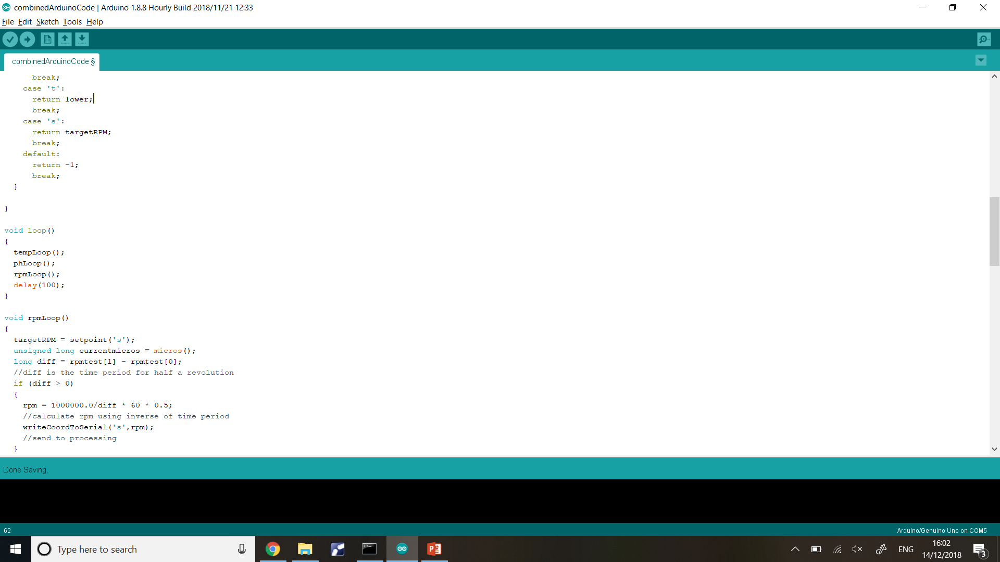 combinedArduinoCode | Arduino 1.8.8 Hourly Build 2018/11/21 12:33
File Edit Sketch Tools Help
combinedArduinoCode §
      break;
    case 't':
      return lower;
      break;
    case 's':
      return targetRPM;
      break;
    default:
      return -1;
      break;
  }
}
void loop()
{
  tempLoop();
  phLoop();
  rpmLoop();
  delay(100);
}
void rpmLoop()
{
  targetRPM = setpoint('s');
  unsigned long currentmicros = micros();
  long diff = rpmtest[1] - rpmtest[0];
  //diff is the time period for half a revolution
  if (diff > 0)
  {
    rpm = 1000000.0/diff * 60 * 0.5;
    //calculate rpm using inverse of time period
    writeCoordToSerial('s',rpm);
    //send to processing
  }
Done Saving.
62
Arduino/Genuino Uno on COM5
Type here to search
ENG
16:02
14/12/2018
3